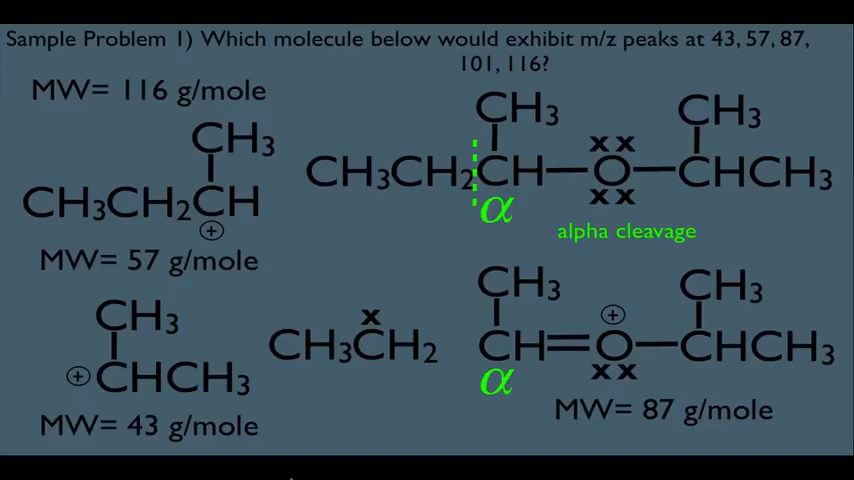 Sample Problem 1) Which molecule below would exhibit m/z peaks at 43, 57, 87,
101, 116?
MW= 116 g/mole
CH3
CH3CH2CH
+
MW= 57 g/mole
CH3
+ CHCHCH3
MW= 43 g/mole
CH3 CH3
x x
CH3CH2CH—O—CHCH3
x x
α
alpha cleavage
x
CH3CH2
CH3 CH3
+
CH=O—CHCH3
α x x
MW= 87 g/mole